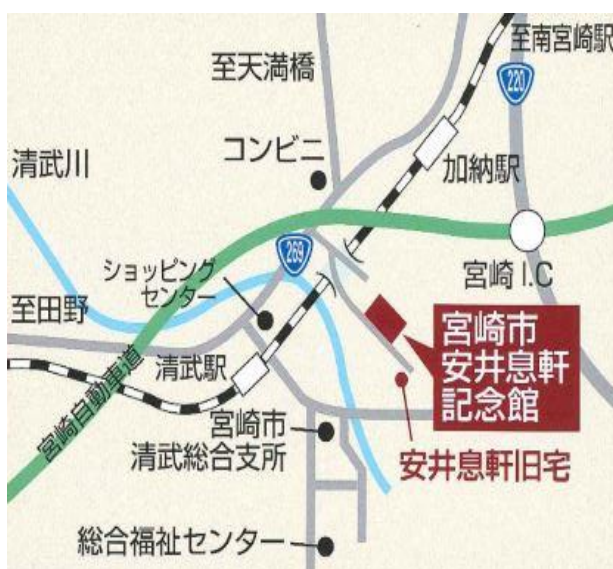 至南宮崎駅
至天満橋
220
コンビニ
加納駅
清武川
269
宮崎 I.C
ショッピング
センター
至田野
宮崎市
安井息軒
記念館
清武駅
宮崎自動車道
宮崎市
清武総合支所
安井息軒旧宅
総合福祉センター